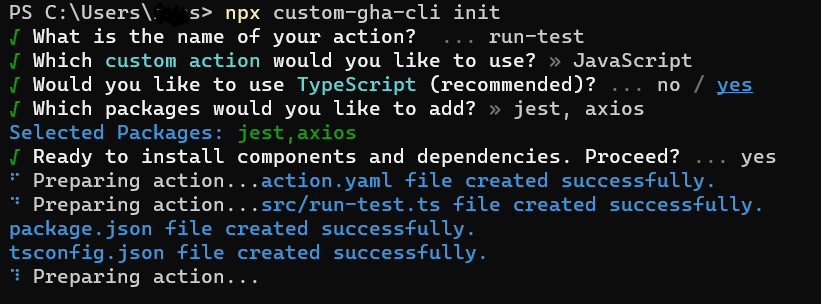 PS C:\Users\s> npx custom-gha-cli init
√ What is the name of your action? ... run-test
√ Which custom action would you like to use? » JavaScript
√ Would you like to use TypeScript (recommended)? ... no / yes
√ Which packages would you like to add? » jest, axios
Selected Packages: jest,axios
√ Ready to install components and dependencies. Proceed? ... yes
⠋ Preparing action...action.yaml file created successfully.
⠙ Preparing action...src/run-test.ts file created successfully.
package.json file created successfully.
tsconfig.json file created successfully.
⠹ Preparing action...